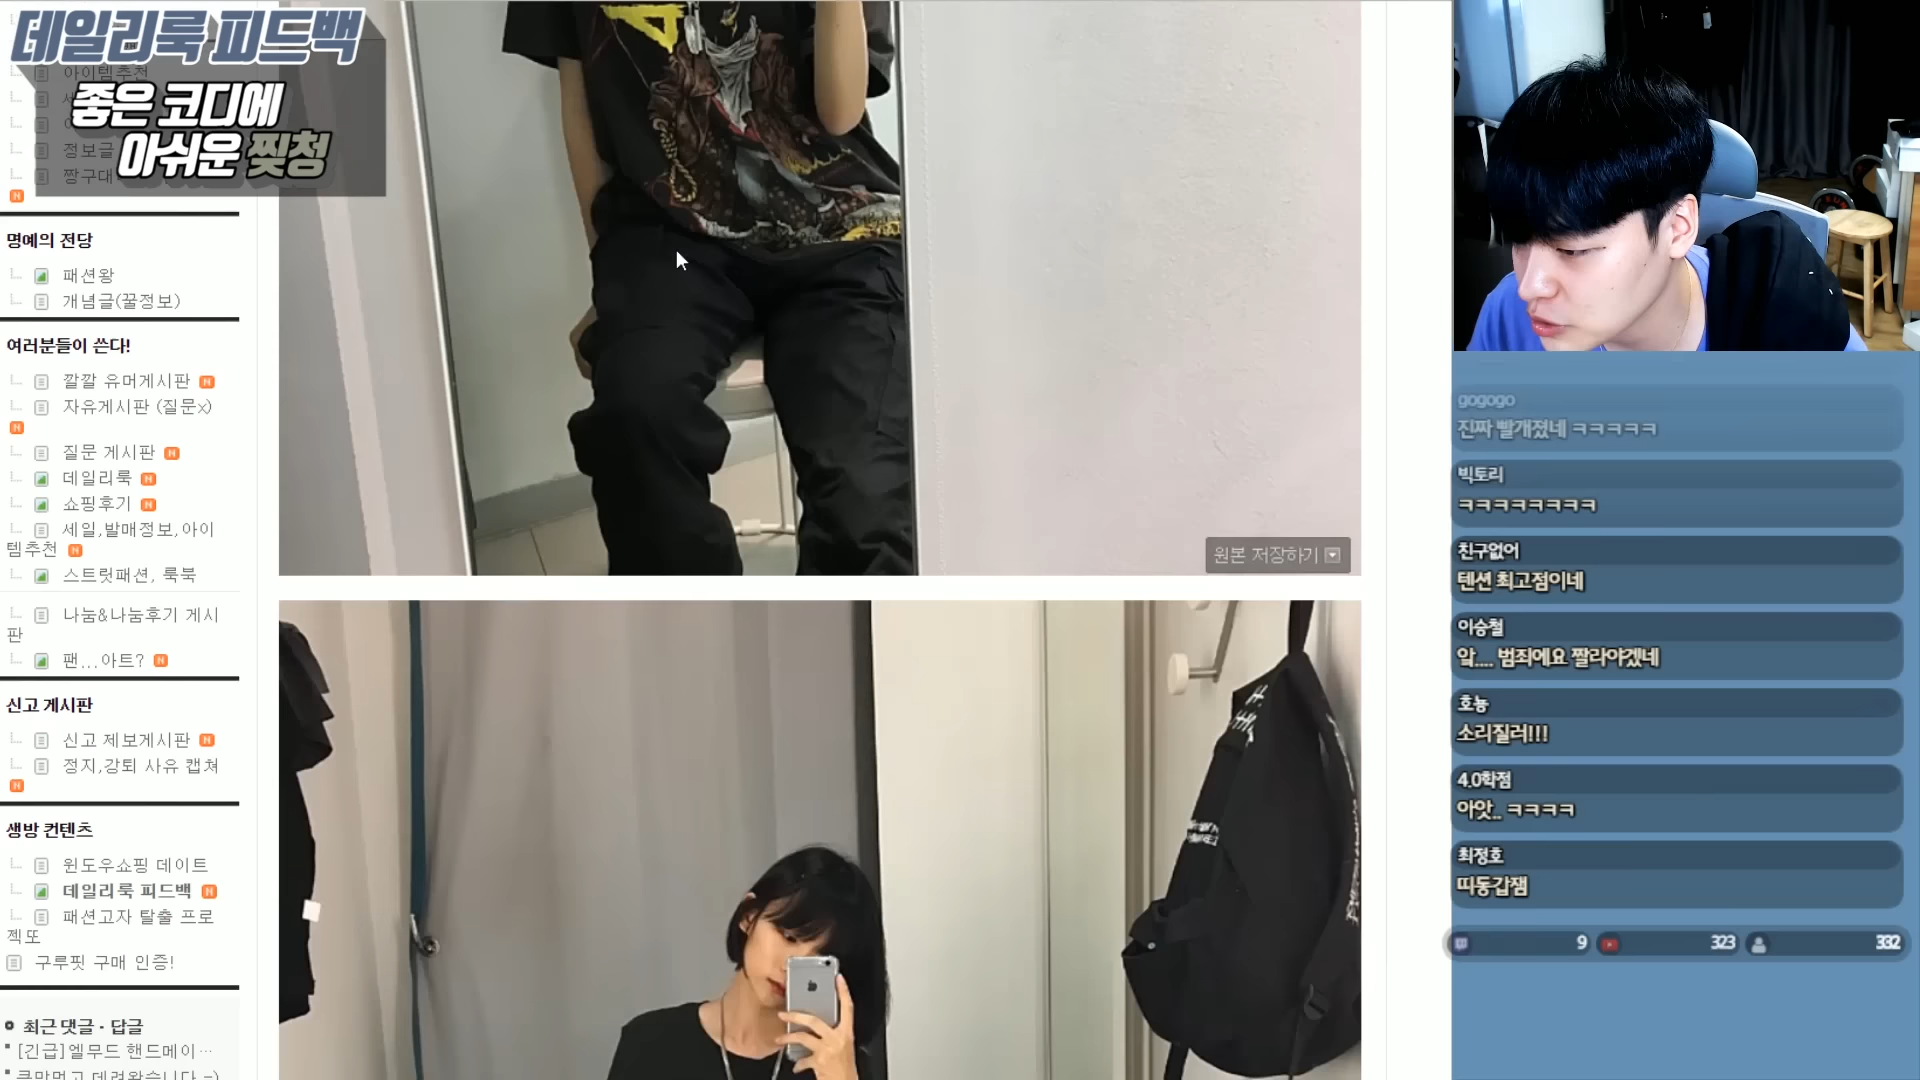 데일리룩 피드백
좋은 코디에
아쉬운 찢청
아이템추천
정보글
짱구대
명예의 전당
패션왕
개념글(꿀정보)
여러분들이 쓴다!
깔깔 유머게시판 N
자유게시판 (질문x)
N
질문 게시판 N
데일리룩 N
쇼핑후기 N
세일,발매정보,아이
템추천 N
스트릿패션, 룩북
나눔&나눔후기 게시
판
팬...아트? N
신고 게시판
신고 제보게시판 N
정지,강퇴 사유 캡쳐
N
생방 컨텐츠
윈도우쇼핑 데이트
데일리룩 피드백 N
패션고자 탈출 프로
젝또
구루핏 구매 인증!
최근 댓글 · 답글
[긴급]엘무드 핸드메이…
원본 저장하기
gogogo
진짜 빨개졌네 ㅋㅋㅋㅋㅋ
빅토리
ㅋㅋㅋㅋㅋㅋㅋㅋ
친구없어
텐션 최고점이네
이승철
앜.... 범죄에요 짤라야겠네
호눙
소리질러!!!
4.0학점
아앗.. ㅋㅋㅋㅋ
최정호
띠동갑잼
9 323 332